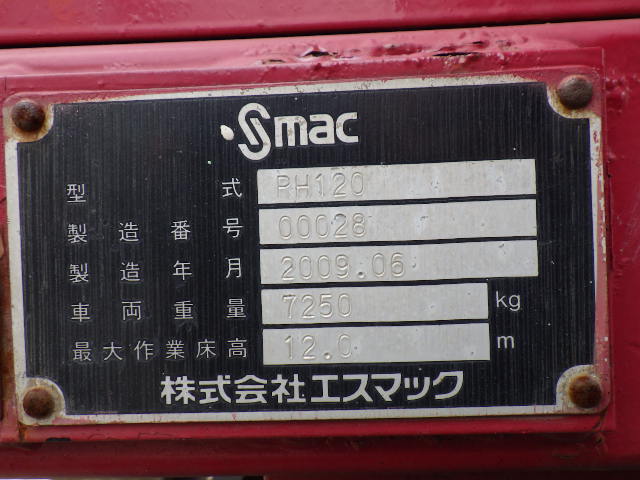 Smac
型式 RH120
製造番号 00028
製造年月 2009.06
車両重量 7250 kg
最大作業床高 12.0 m
株式会社エスマック